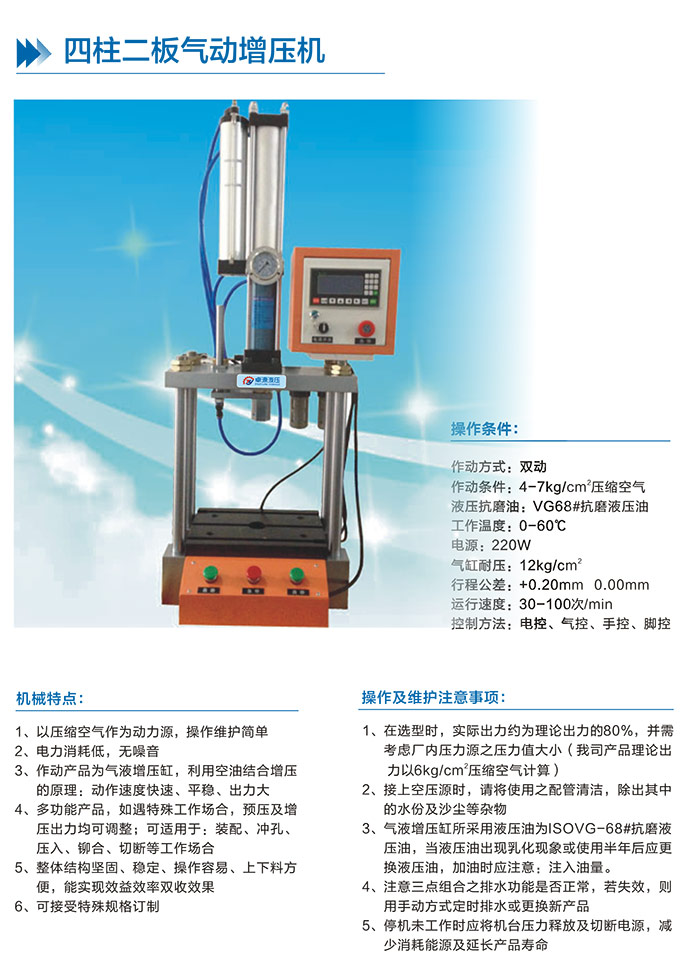 四柱二板气动增压机
卓源液压
操作条件：
作动方式：双动
作动条件：4-7kg/cm²压缩空气
液压抗磨油：VG68#抗磨液压油
工作温度：0-60℃
电源：220W
气缸耐压：12kg/cm²
行程公差：+0.20mm 0.00mm
运行速度：30-100次/min
控制方法：电控、气控、手控、脚控
机械特点：
1、以压缩空气作为动力源，操作维护简单
2、电力消耗低，无噪音
3、作动产品为气液增压缸，利用空油结合增压
的原理；动作速度快速、平稳、出力大
4、多功能产品，如遇特殊工作场合，预压及增
压出力均可调整；可适用于：装配、冲孔、
压入、铆合、切断等工作场合
5、整体结构坚固、稳定、操作容易、上下料方
便，能实现效益效率双收效果
6、可接受特殊规格订制
操作及维护注意事项：
1、在选型时，实际出力约为理论出力的80%，并需
考虑厂内压力源之压力值大小（我司产品理论出
力以6kg/cm²压缩空气计算）
2、接上空压源时，请将使用之配管清洁，除出其中
的水份及沙尘等杂物
3、气液增压缸所采用液压油为ISOVG-68#抗磨液
压油，当液压油出现乳化现象或使用半年后应更
换液压油，加油时应注意：注入油量。
4、注意三点组合之排水功能是否正常，若失效，则
用手动方式定时排水或更换新产品
5、停机未工作时应将机台压力释放及切断电源，减
少消耗能源及延长产品寿命